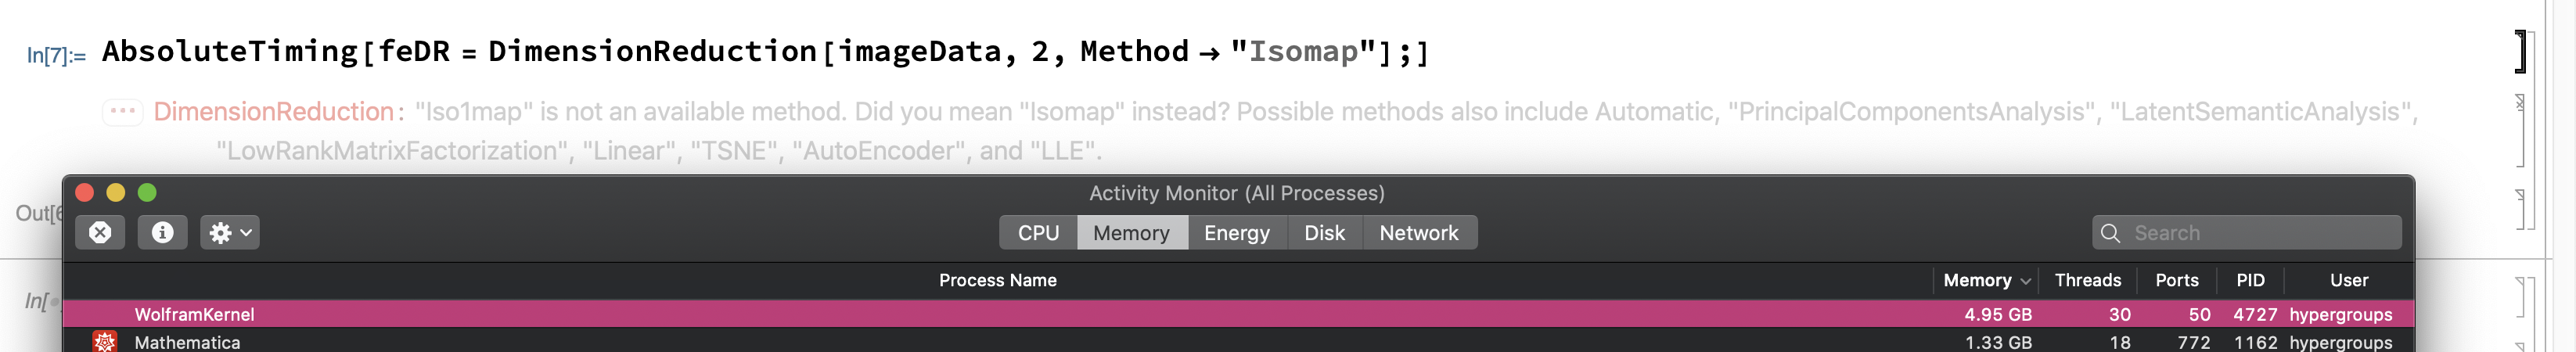 In[7]:= AbsoluteTiming[feDR = DimensionReduction[imageData, 2, Method → "Isomap"];]
DimensionReduction: "Iso1map" is not an available method. Did you mean "Isomap" instead? Possible methods also include Automatic, "PrincipalComponentsAnalysis", "LatentSemanticAnalysis",
"LowRankMatrixFactorization", "Linear", "TSNE", "AutoEncoder", and "LLE".
Activity Monitor (All Processes)
Out[6
CPU Memory Energy Disk Network Search
Process Name Memory Threads Ports PID User
In[
WolframKernel 4.95 GB 30 50 4727 hypergroups
Mathematica 1.33 GB 18 772 1162 hypergroups